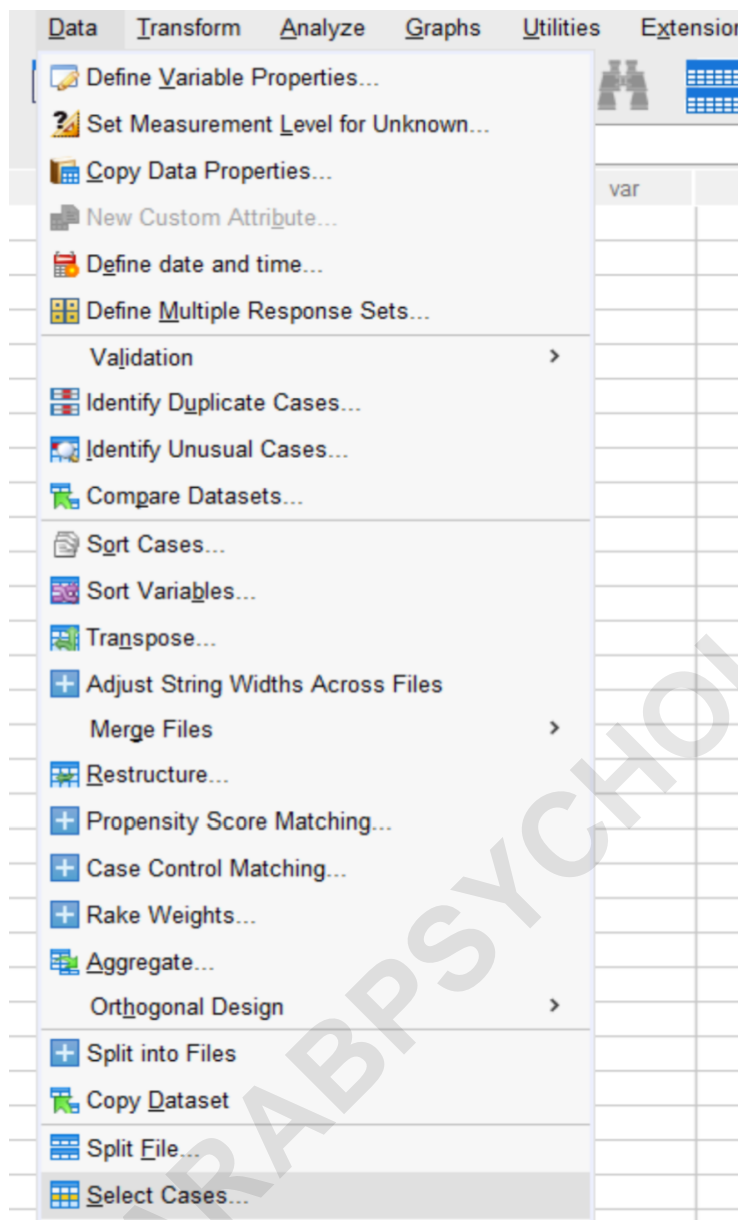 Data Transform Analyze Graphs Utilities Extension
Define Variable Properties...
Set Measurement Level for Unknown...
Copy Data Properties...
var
New Custom Attribute...
Define date and time...
Define Multiple Response Sets...
Validation
Identify Duplicate Cases...
Identify Unusual Cases...
Compare Datasets...
Sort Cases...
Sort Variables...
Transpose...
Adjust String Widths Across Files
Merge Files
Restructure...
Propensity Score Matching...
Case Control Matching...
Rake Weights...
Aggregate...
Orthogonal Design
Split into Files
Copy Dataset
Split File...
Select Cases...
ARABPSYCHOL